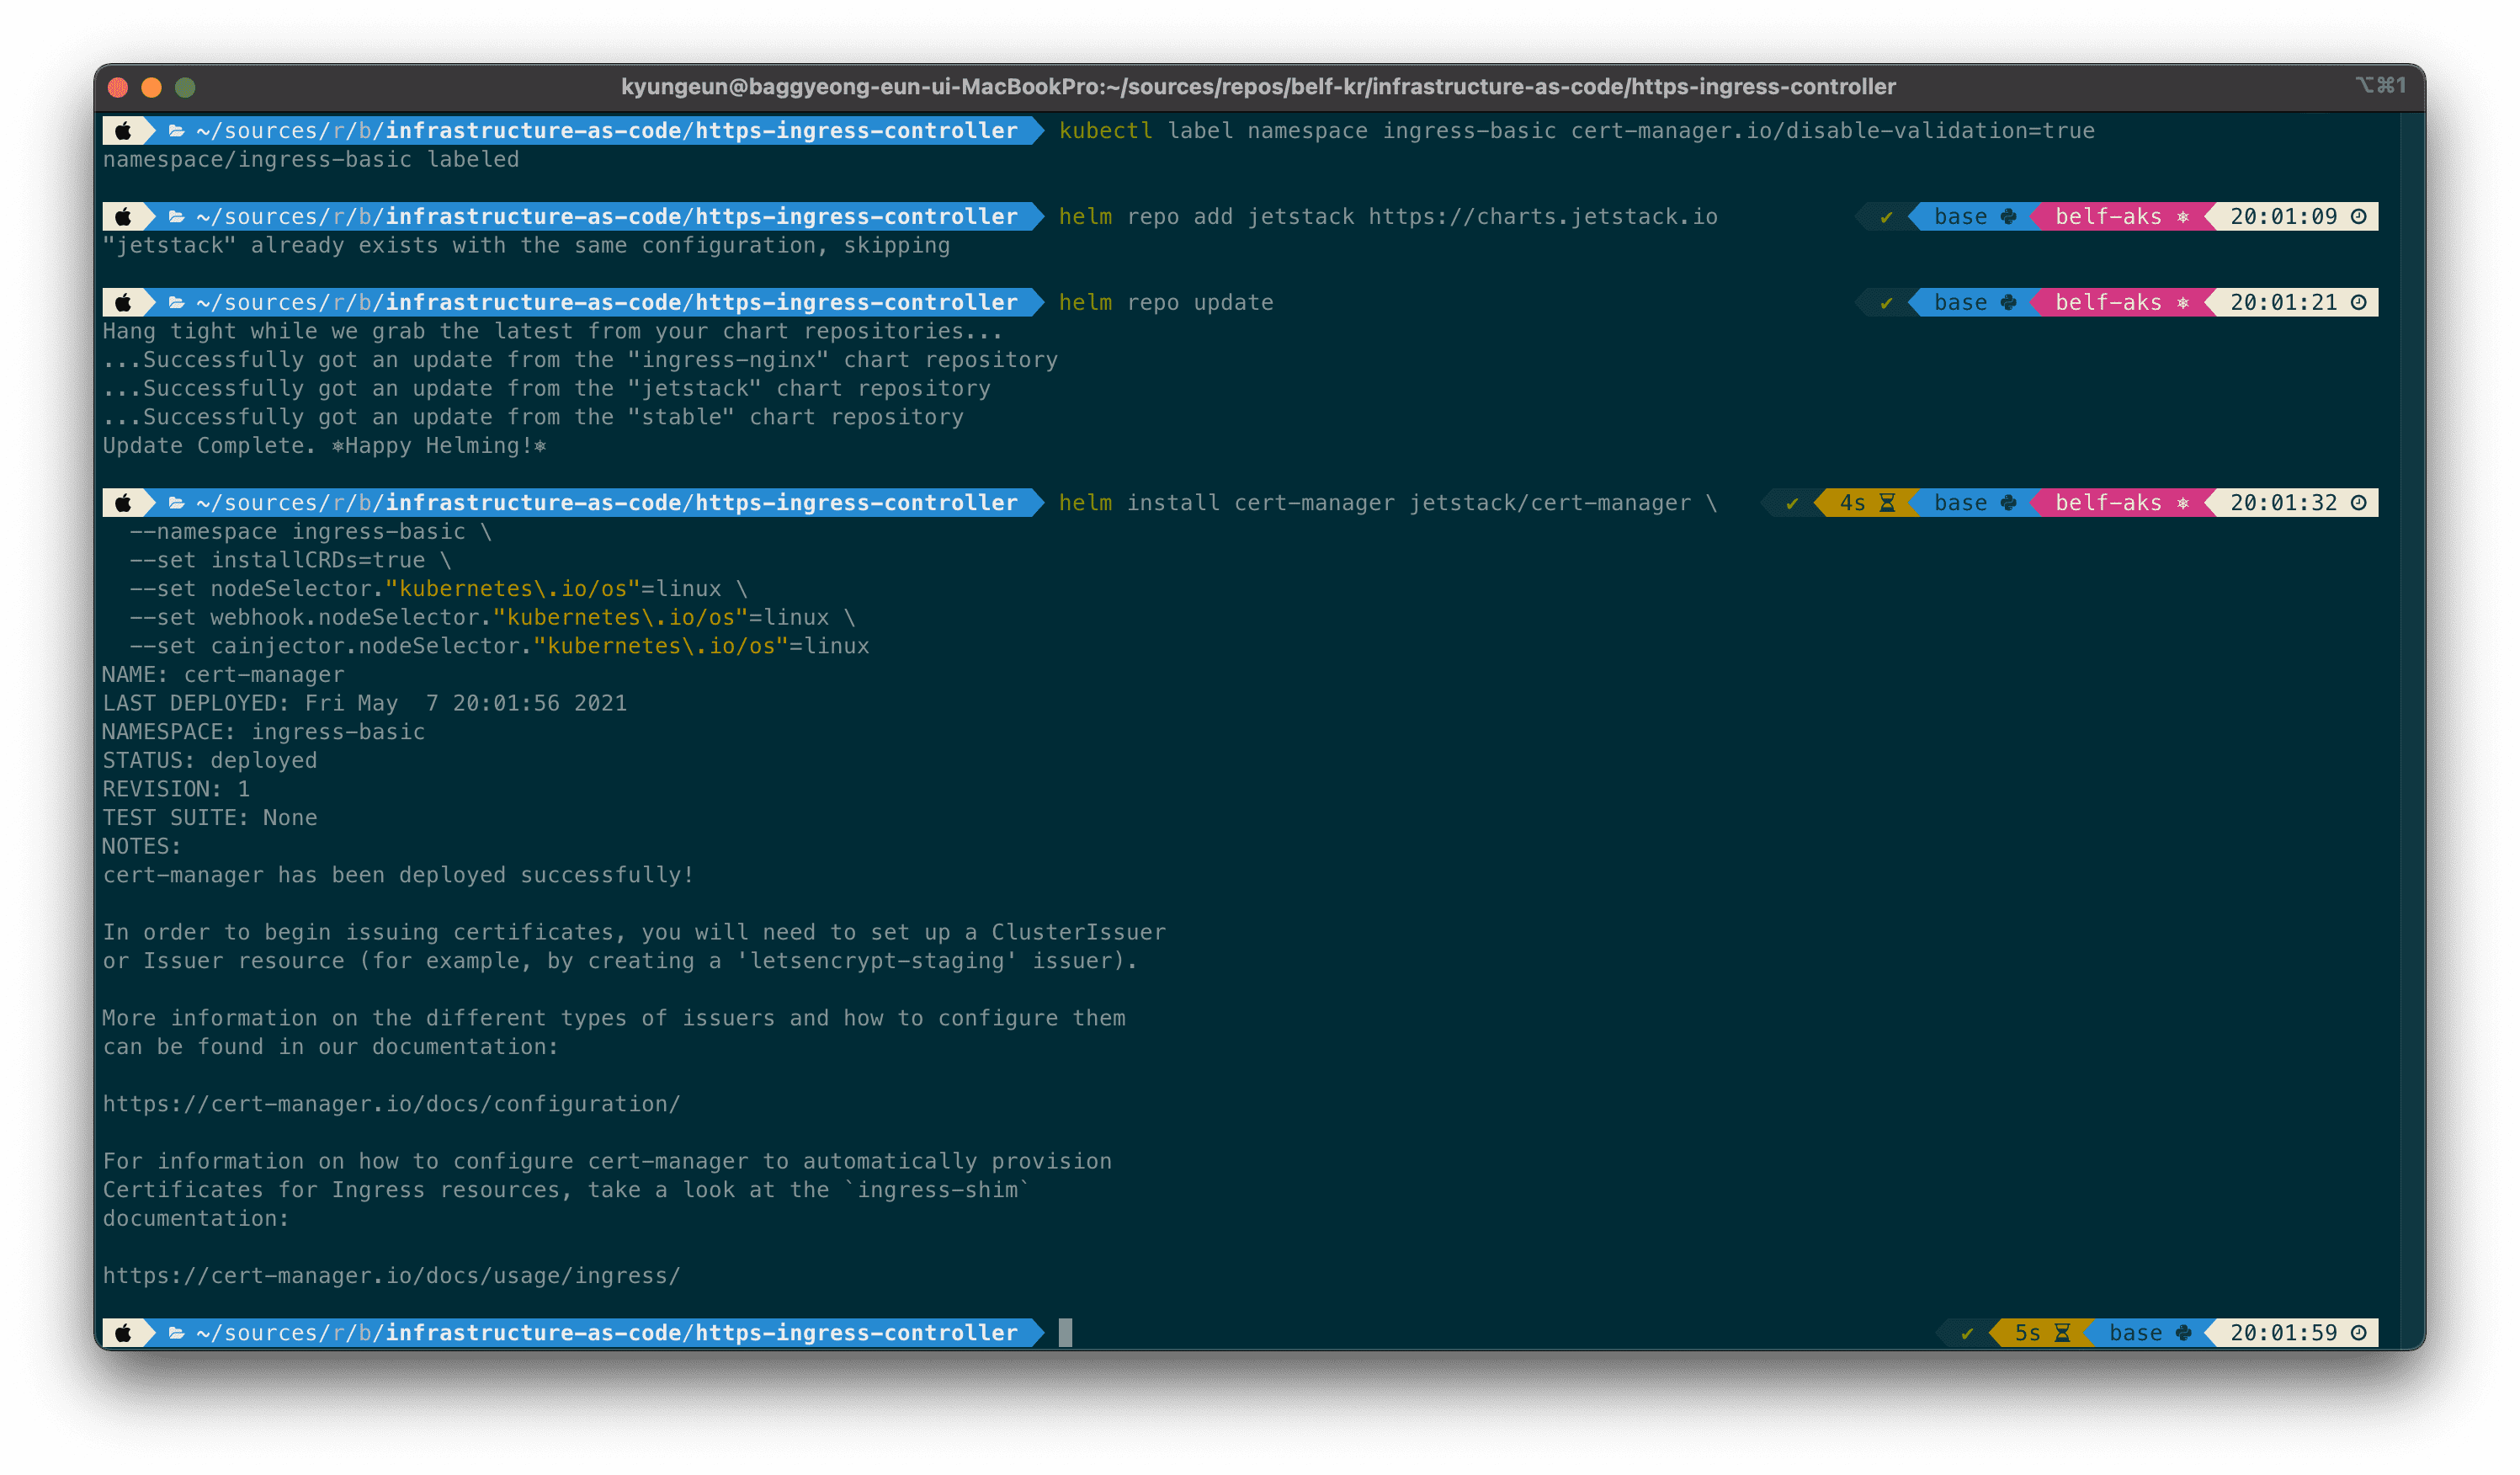 kyungeun@baggyeong-eun-ui-MacBookPro:~/sources/repos/belf-kr/infrastructure-as-code/https-ingress-controller ⌥⌘1
~/sources/r/b/infrastructure-as-code/https-ingress-controller kubectl label namespace ingress-basic cert-manager.io/disable-validation=true
namespace/ingress-basic labeled
~/sources/r/b/infrastructure-as-code/https-ingress-controller helm repo add jetstack https://charts.jetstack.io ✔ base belf-aks ⎈ 20:01:09
"jetstack" already exists with the same configuration, skipping
~/sources/r/b/infrastructure-as-code/https-ingress-controller helm repo update ✔ base belf-aks ⎈ 20:01:21
Hang tight while we grab the latest from your chart repositories...
...Successfully got an update from the "ingress-nginx" chart repository
...Successfully got an update from the "jetstack" chart repository
...Successfully got an update from the "stable" chart repository
Update Complete. ⎈Happy Helming!⎈
~/sources/r/b/infrastructure-as-code/https-ingress-controller helm install cert-manager jetstack/cert-manager \ ✔ 4s base belf-aks ⎈ 20:01:32
--namespace ingress-basic \
--set installCRDs=true \
--set nodeSelector."kubernetes\.io/os"=linux \
--set webhook.nodeSelector."kubernetes\.io/os"=linux \
--set cainjector.nodeSelector."kubernetes\.io/os"=linux
NAME: cert-manager
LAST DEPLOYED: Fri May  7 20:01:56 2021
NAMESPACE: ingress-basic
STATUS: deployed
REVISION: 1
TEST SUITE: None
NOTES:
cert-manager has been deployed successfully!
In order to begin issuing certificates, you will need to set up a ClusterIssuer
or Issuer resource (for example, by creating a 'letsencrypt-staging' issuer).
More information on the different types of issuers and how to configure them
can be found in our documentation:
https://cert-manager.io/docs/configuration/
For information on how to configure cert-manager to automatically provision
Certificates for Ingress resources, take a look at the `ingress-shim`
documentation:
https://cert-manager.io/docs/usage/ingress/
~/sources/r/b/infrastructure-as-code/https-ingress-controller ✔ 5s base 20:01:59